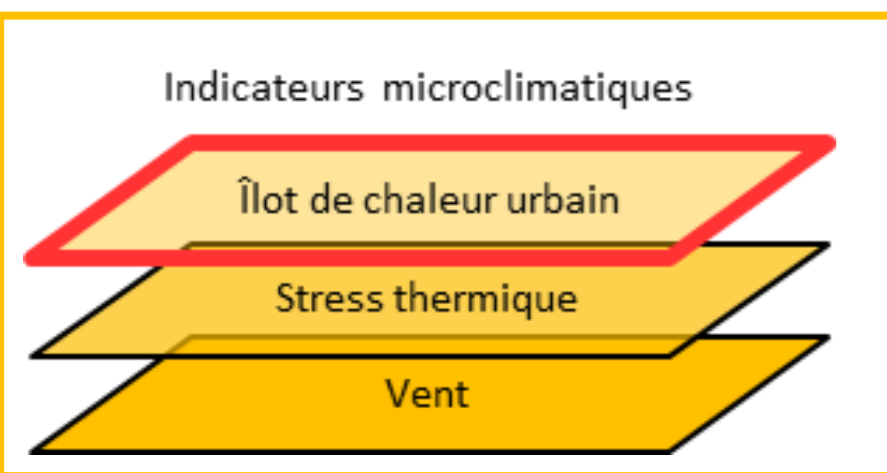 Indicateurs microclimatiques
Îlot de chaleur urbain
Stress thermique
Vent